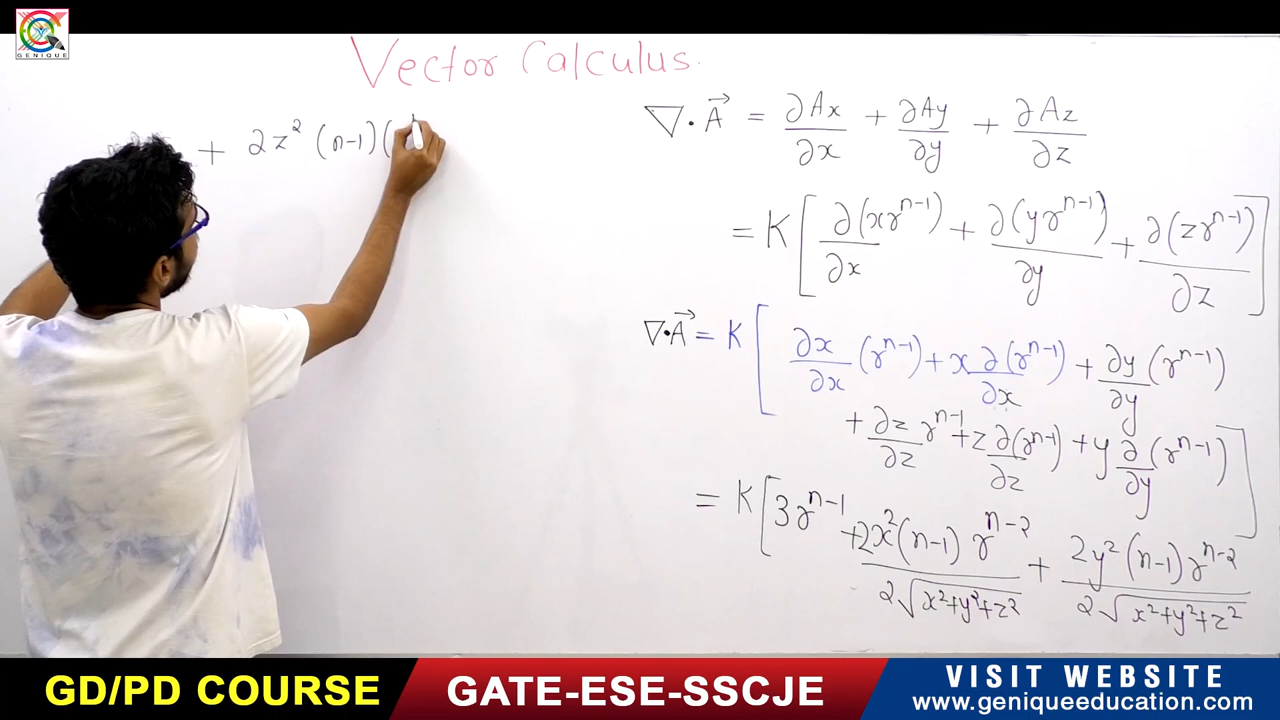 GENIQUE
Vector Calculus.
+ 2z² (n-1)(
∇·A⃗ = ∂Ax/∂x + ∂Ay/∂y + ∂Az/∂z
= K[∂(xr^(n-1))/∂x + ∂(yr^(n-1))/∂y + ∂(zr^(n-1))/∂z]
∇·A⃗ = K[∂x/∂x (r^(n-1)) + x ∂(r^(n-1))/∂x + ∂y/∂y (r^(n-1))
+ ∂z/∂z r^(n-1) + z ∂(r^(n-1))/∂z + y ∂/∂y (r^(n-1))]
= K[3r^(n-1) + 2x²(n-1) r^(n-2) / 2√(x²+y²+z²) + 2y²(n-1) r^(n-2) / 2√(x²+y²+z²)
GD/PD COURSE
GATE-ESE-SSCJE
VISIT WEBSITE
www.geniqueeducation.com